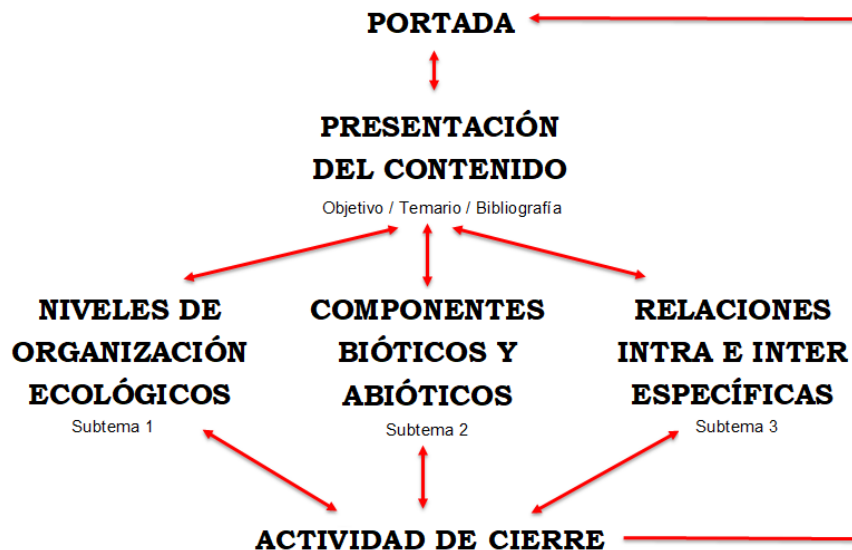 PORTADA
PRESENTACIÓN
DEL CONTENIDO
Objetivo / Temario / Bibliografía
NIVELES DE
ORGANIZACIÓN
ECOLÓGICOS
Subtema 1
COMPONENTES
BIÓTICOS Y
ABIÓTICOS
Subtema 2
RELACIONES
INTRA E INTER
ESPECÍFICAS
Subtema 3
ACTIVIDAD DE CIERRE